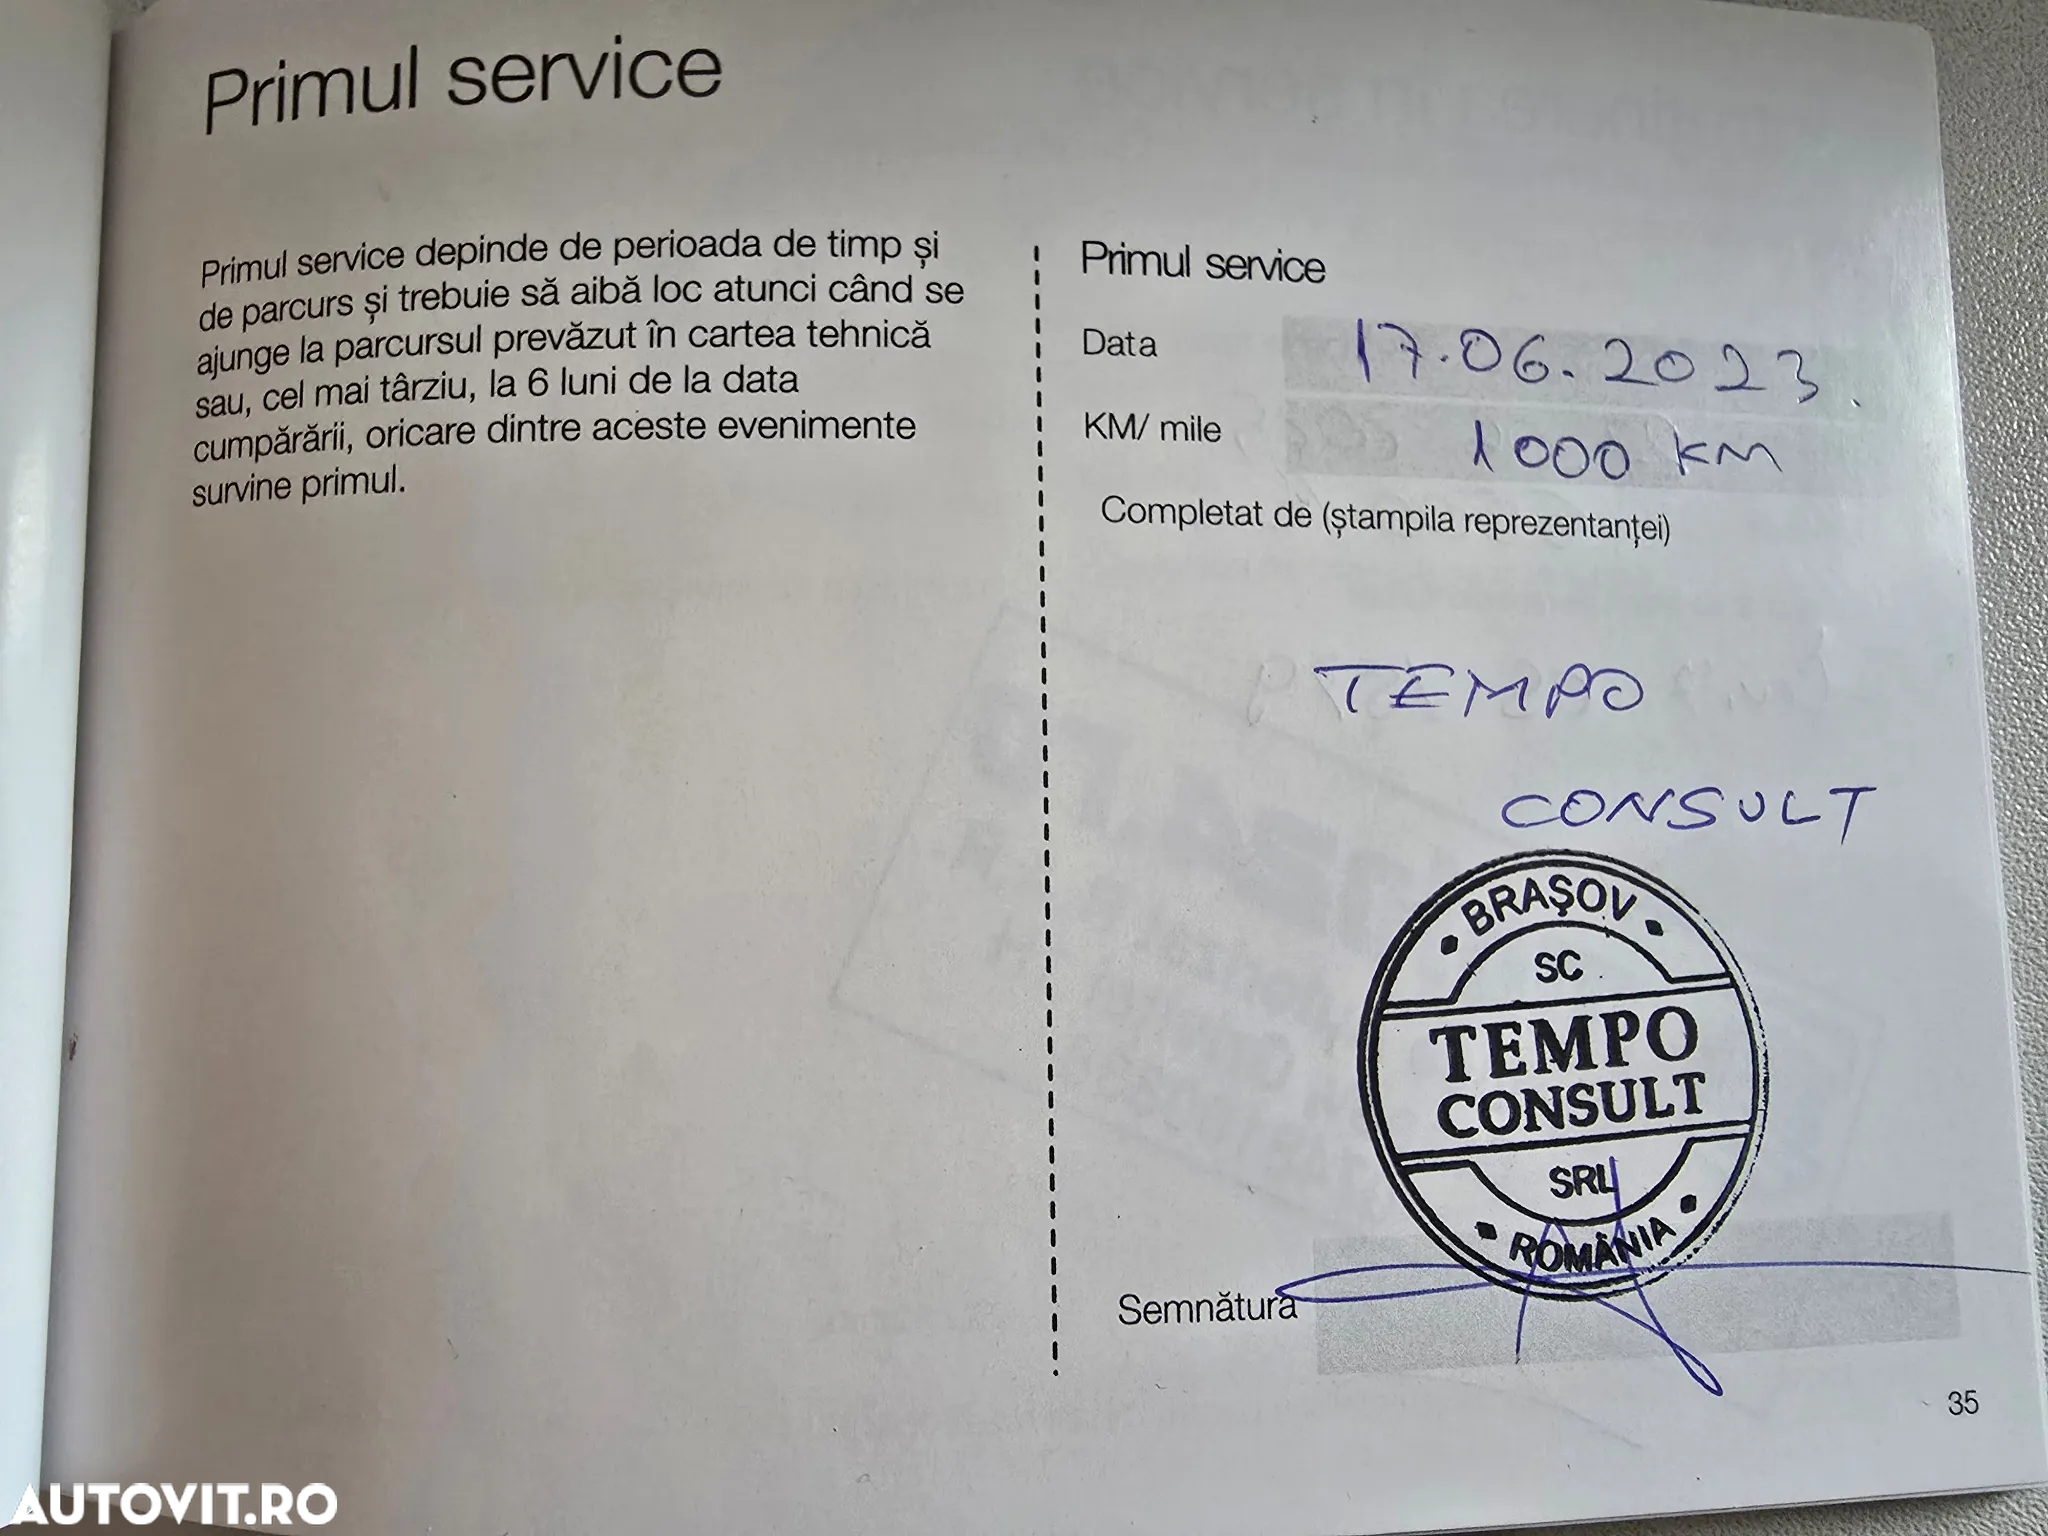 Primul service
Primul service depinde de perioada de timp și
de parcurs și trebuie să aibă loc atunci când se
ajunge la parcursul prevăzut în cartea tehnică
sau, cel mai târziu, la 6 luni de la data
cumpărării, oricare dintre aceste evenimente
survine primul.
Primul service
Data 17.06.2023.
KM/ mile 1000 KM
Completat de (ștampila reprezentanței)
TEMPO
CONSULT
BRAȘOV
SC
TEMPO
CONSULT
SRL
ROMÂNIA
Semnătura
35
AUTOVIT.RO